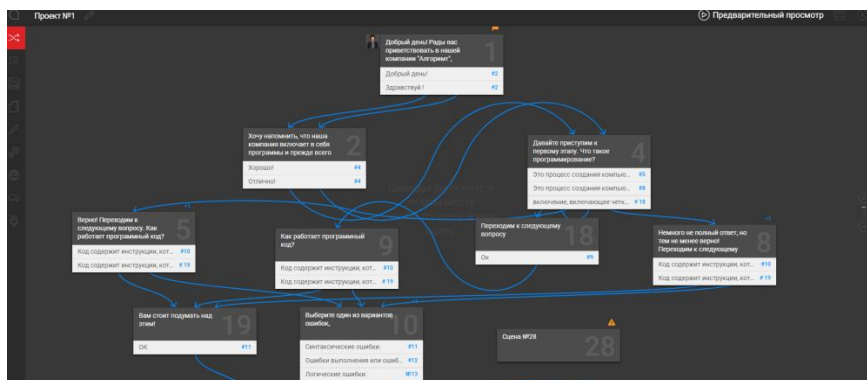 Проект №1
Предварительный просмотр
Добрый день! Рады вас
приветствовать в нашей
компании "Алгоримт",
1
Добрый день! #2
Здравствуй ! #2
Хочу напомнить, что наша
компания включает в себя
программы и прежде всего
2
Хорошо! #4
Отлично! #4
Давайте приступим к
первому этапу. Что такое
программирование?
4
Это процесс создания компью... #5
Это процесс создания компью... #8
включение, включающее четк... # 18
Верно! Переходим к
следующему вопросу. Как
работает программный код?
5
Код содержит инструкции, кот... #10
Код содержит инструкции, кот... # 19
Как работает программный
код?
9
Код содержит инструкции, кот... #10
Код содержит инструкции, кот... # 19
Переходим к следующему
вопросу
18
Ок #9
Немного не полный ответ, но
тем не менее верно!
Переходим к следующему
8
Код содержит инструкции, кот... #10
Код содержит инструкции, кот... # 19
Вам стоит подумать над
этим!
19
ОК #11
Выберите один из вариантов
ошибок,
10
Синтаксические ошибки. #11
Ошибки выполнения или ошиб... #12
Логические ошибки. №13
Сцена №28
28